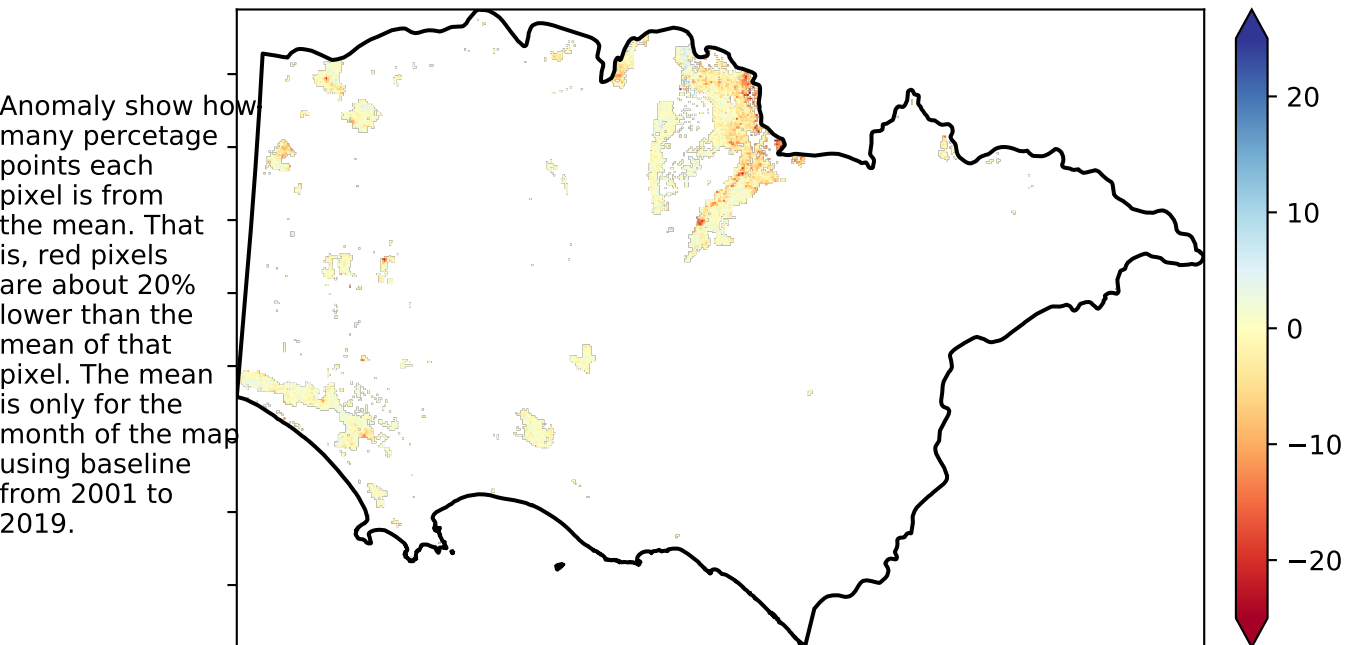 Anomaly show how
many percetage
points each
pixel is from
the mean. That
is, red pixels
are about 20%
lower than the
mean of that
pixel. The mean
is only for the
month of the map
using baseline
from 2001 to
2019.
20
10
0
−10
−20